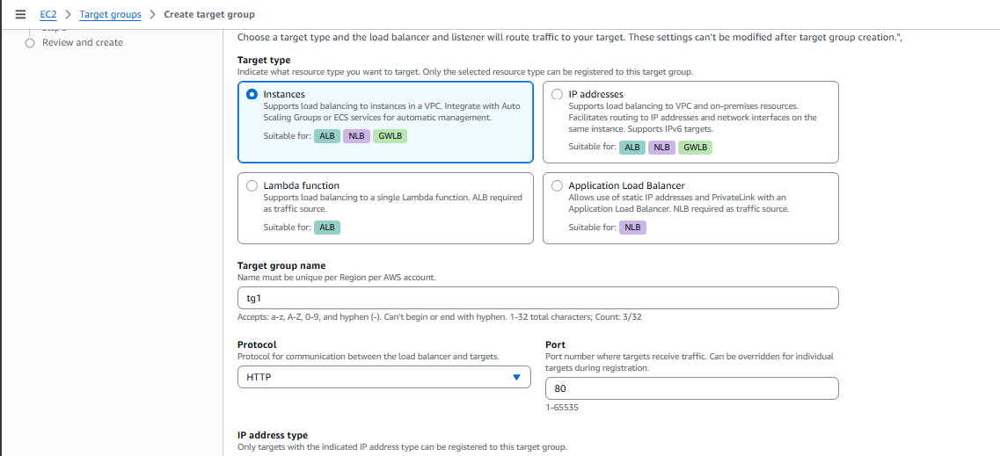 EC2 > Target groups > Create target group
Review and create
Choose a target type and the load balancer and listener will route traffic to your target. These settings can't be modified after target group creation.",
Target type
Indicate what resource type you want to target. Only the selected resource type can be registered to this target group.
Instances
Supports load balancing to instances in a VPC. Integrate with Auto
Scaling Groups or ECS services for automatic management.
Suitable for: ALB NLB GWLB
IP addresses
Supports load balancing to VPC and on-premises resources.
Facilitates routing to IP addresses and network interfaces on the
same instance. Supports IPv6 targets.
Suitable for: ALB NLB GWLB
Lambda function
Supports load balancing to a single Lambda function. ALB required
as traffic source.
Suitable for: ALB
Application Load Balancer
Allows use of static IP addresses and PrivateLink with an
Application Load Balancer. NLB required as traffic source.
Suitable for: NLB
Target group name
Name must be unique per Region per AWS account.
tg1
Accepts: a-z, A-Z, 0-9, and hyphen (-). Can't begin or end with hyphen. 1-32 total characters; Count: 3/32
Protocol
Protocol for communication between the load balancer and targets.
HTTP
Port
Port number where targets receive traffic. Can be overridden for individual
targets during registration.
80
1-65535
IP address type
Only targets with the indicated IP address type can be registered to this target group.